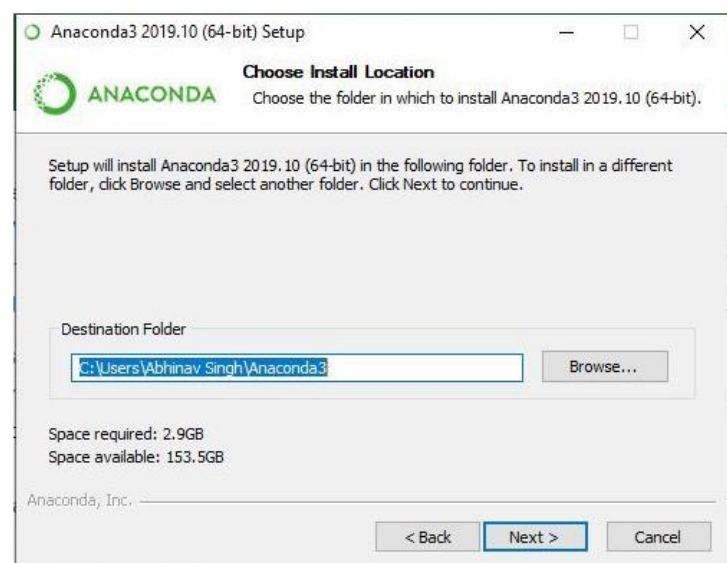 Anaconda3 2019.10 (64-bit) Setup
ANACONDA
Choose Install Location
Choose the folder in which to install Anaconda3 2019.10 (64-bit).
Setup will install Anaconda3 2019.10 (64-bit) in the following folder. To install in a different
folder, click Browse and select another folder. Click Next to continue.
Destination Folder
C:\Users\Abhinav Singh\Anaconda3
Browse...
Space required: 2.9GB
Space available: 153.5GB
Anaconda, Inc.
< Back
Next >
Cancel